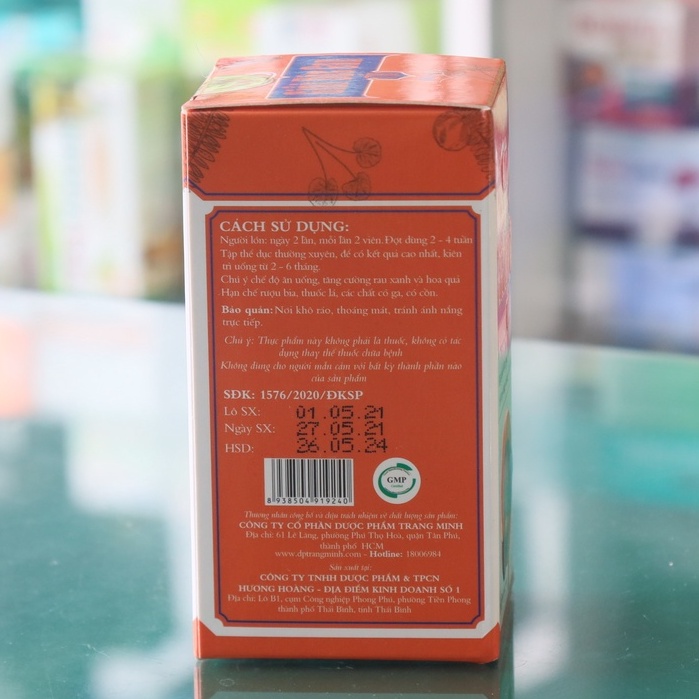 CÁCH SỬ DỤNG:
Người lớn: ngày 2 lần, mỗi lần 2 viên. Đợt dùng 2 - 4 tuần
Tập thể dục thường xuyên, để có kết quả cao nhất, kiên
trì uống từ 2 - 6 tháng.
Chú ý chế độ ăn uống, tăng cường rau xanh và hoa quả
Hạn chế rượu bia, thuốc lá, các chất có ga, có cồn.
Bảo quản: Nơi khô ráo, thoáng mát, tránh ánh nắng
trực tiếp.
Chú ý: Thực phẩm này không phải là thuốc, không có tác
dụng thay thế thuốc chữa bệnh
Không dùng cho người mẫn cảm với bất kỳ thành phần nào
của sản phẩm
SĐK: 1576/2020/ĐKSP
Lô SX: 01.05.21
Ngày SX: 27.05.21
HSD: 26.05.24
8 938504 919240
GMP
Thương nhân công bố và chịu trách nhiệm về chất lượng sản phẩm:
CÔNG TY CỔ PHẦN DƯỢC PHẨM TRANG MINH
Địa chỉ: 61 Lê Lăng, phường Phú Thọ Hoà, quận Tân Phú,
thành phố HCM
www.dptrangminh.com - Hotline: 18006984
Sản xuất tại:
CÔNG TY TNHH DƯỢC PHẨM & TPCN
HƯƠNG HOÀNG - ĐỊA ĐIỂM KINH DOANH SỐ 1
Địa chỉ: Lô B1, cụm Công nghiệp Phong Phú, phường Tiền Phong
thành phố Thái Bình, tỉnh Thái Bình